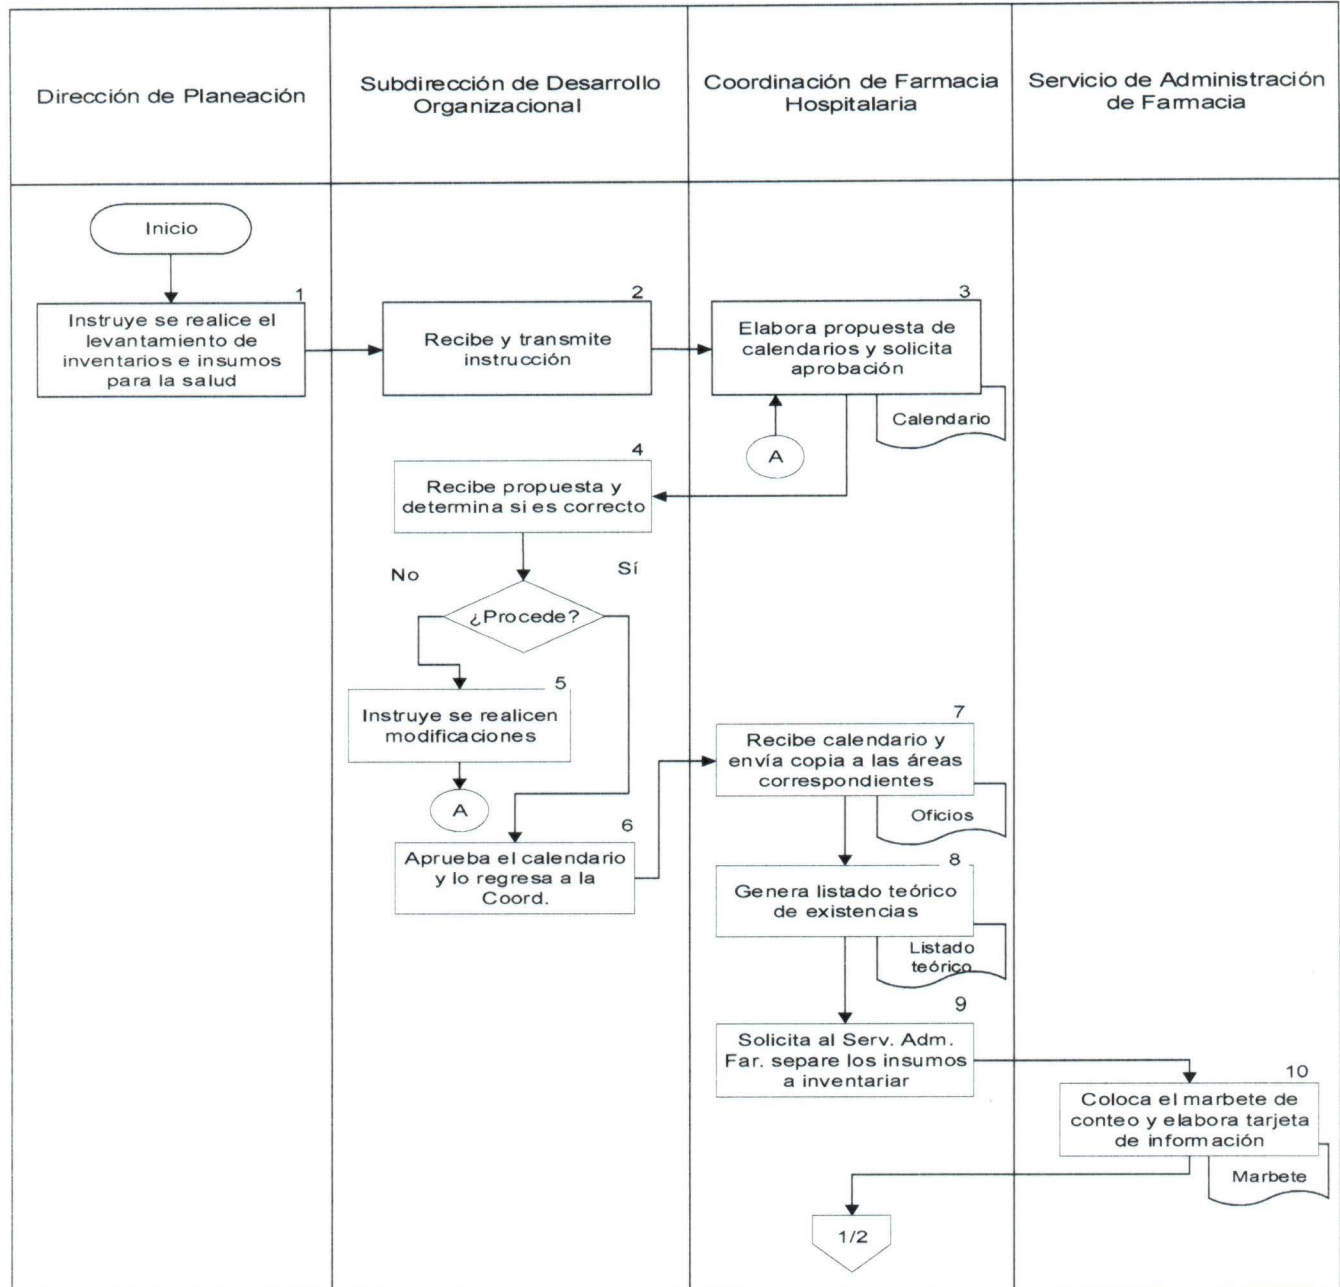 Dirección de Planeación
Subdirección de Desarrollo
Organizacional
Coordinación de Farmacia
Hospitalaria
Servicio de Administración
de Farmacia
Inicio
1
Instruye se realice el
levantamiento de
inventarios e insumos
para la salud
2
Recibe y transmite
instrucción
3
Elabora propuesta de
calendarios y solicita
aprobación
Calendario
A
4
Recibe propuesta y
determina si es correcto
No
Sí
¿Procede?
5
Instruye se realicen
modificaciones
A
6
Aprueba el calendario
y lo regresa a la
Coord.
7
Recibe calendario y
envía copia a las áreas
correspondientes
Oficios
8
Genera listado teórico
de existencias
Listado
teórico
9
Solicita al Serv. Adm.
Far. separe los insumos
a inventariar
10
Coloca el marbete de
conteo y elabora tarjeta
de información
Marbete
1/2